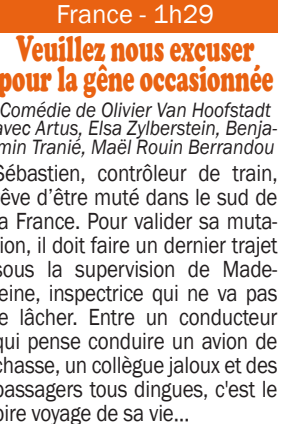 France - 1h29
Veuillez nous excuser
pour la gêne occasionnée
Comédie de Olivier Van Hoofstadt
avec Artus, Elsa Zylberstein, Benja-
min Tranié, Maël Rouin Berrandou
Sébastien, contrôleur de train,
rêve d’être muté dans le sud de
la France. Pour valider sa muta-
tion, il doit faire un dernier trajet
sous la supervision de Made-
leine, inspectrice qui ne va pas
le lâcher. Entre un conducteur
qui pense conduire un avion de
chasse, un collègue jaloux et des
passagers tous dingues, c'est le
pire voyage de sa vie...